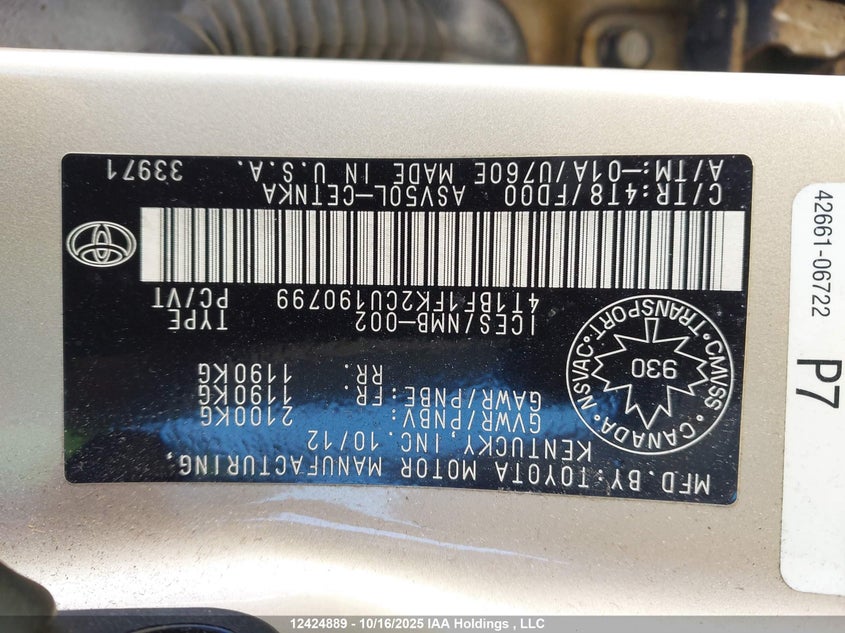 MFD.BY:TOYOTA MOTOR MANUFACTURING,
KENTUCKY, INC. 10/12
GVWR/PNBV: 2100KG
GAWR/PNBE: FR. 1190KG
RR. 1190KG
CANADA · NSVAC · TRANSPORT · CMVSS ·
930
ICES/NMB-002 TYPE
4T1BF1FK2CU190799 PC/VT
C/TR:4T8/FD00 ASV50L-CETNKA
A/TM:-01A/U760E MADE IN U.S.A. 33971
42661-06722
P7
12424889 - 10/16/2025 IAA Holdings , LLC